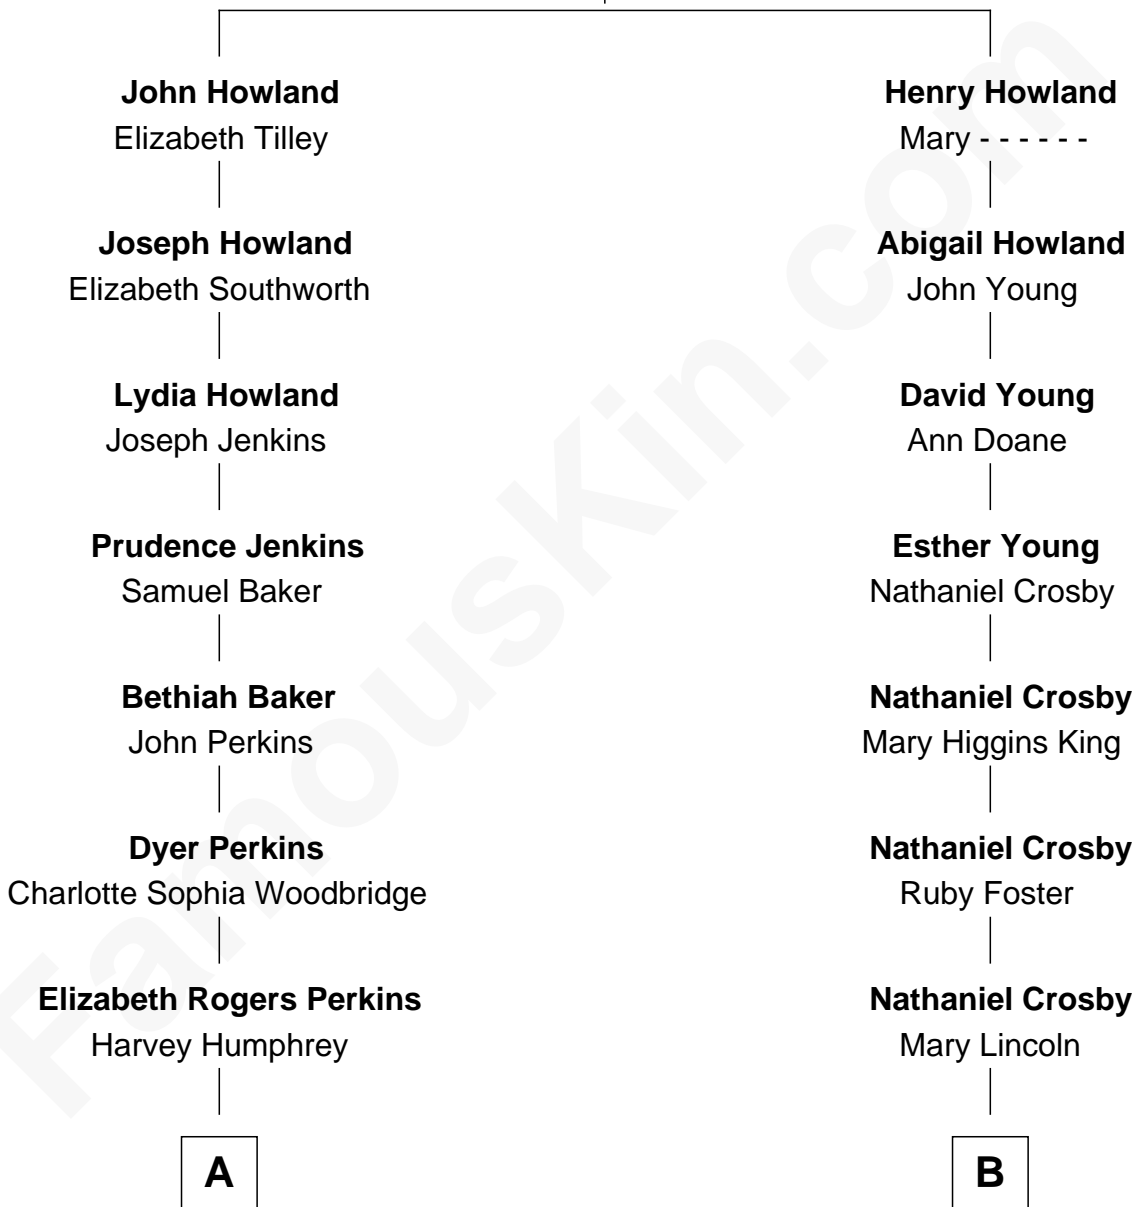 John Howland
Elizabeth Tilley
Joseph Howland
Elizabeth Southworth
Lydia Howland
Joseph Jenkins
Prudence Jenkins
Samuel Baker
Bethiah Baker
John Perkins
Dyer Perkins
Charlotte Sophia Woodbridge
Elizabeth Rogers Perkins
Harvey Humphrey
A
Henry Howland
Mary - - - - - -
Abigail Howland
John Young
David Young
Ann Doane
Esther Young
Nathaniel Crosby
Nathaniel Crosby
Mary Higgins King
Nathaniel Crosby
Ruby Foster
Nathaniel Crosby
Mary Lincoln
B
FamousKin.com